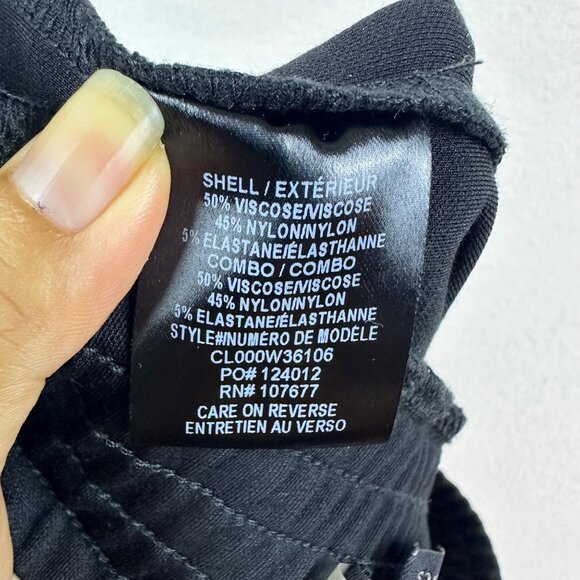 SHELL / EXTÉRIEUR
50% VISCOSE/VISCOSE
45% NYLON/NYLON
5% ELASTANE/ÉLASTHANNE
COMBO / COMBO
50% VISCOSE/VISCOSE
45% NYLON/NYLON
5% ELASTANE/ÉLASTHANNE
STYLE#/NUMÉRO DE MODÈLE
CL000W36106
PO# 124012
RN# 107677
CARE ON REVERSE
ENTRETIEN AU VERSO